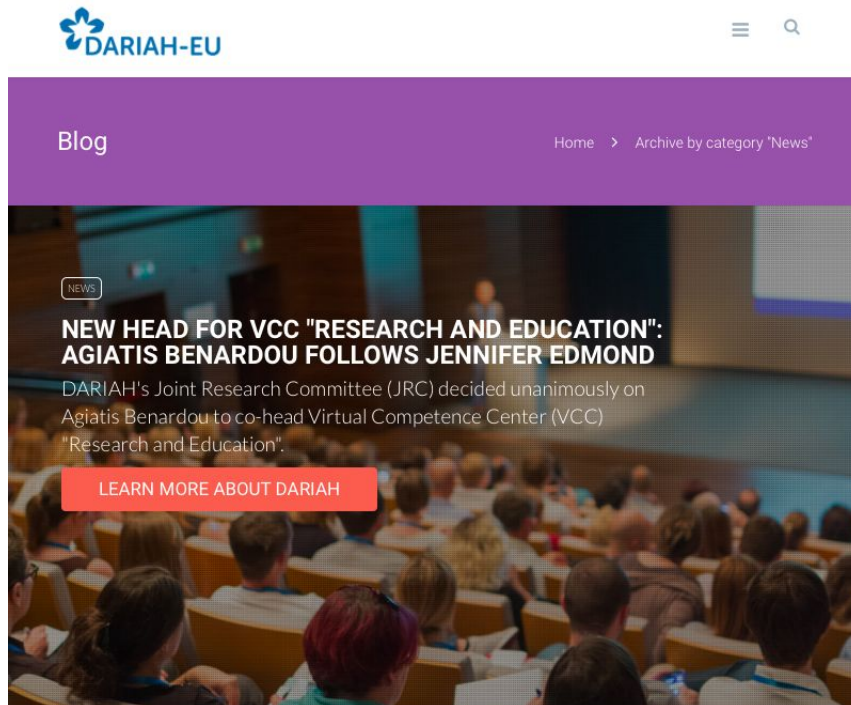 DARIAH-EU
Blog
Home > Archive by category "News"
NEWS
NEW HEAD FOR VCC "RESEARCH AND EDUCATION":
AGIATIS BENARDOU FOLLOWS JENNIFER EDMOND
DARIAH's Joint Research Committee (JRC) decided unanimously on
Agiatis Benardou to co-head Virtual Competence Center (VCC)
"Research and Education".
LEARN MORE ABOUT DARIAH